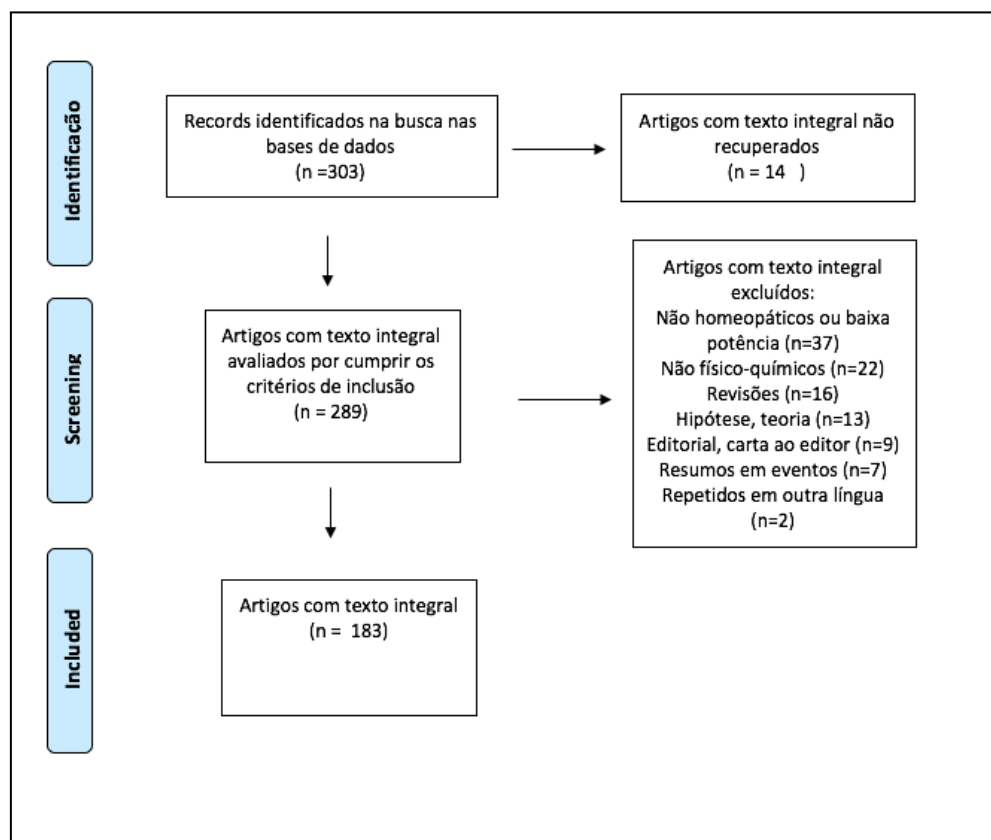 Identificação
Records identificados na busca nas
bases de dados
(n =303)
Artigos com texto integral não
recuperados
(n = 14   )
Screening
Artigos com texto integral
avaliados por cumprir os
critérios de inclusão
(n = 289)
Artigos com texto integral
excluídos:
Não homeopáticos ou baixa
potência (n=37)
Não físico-químicos (n=22)
Revisões (n=16)
Hipótese, teoria (n=13)
Editorial, carta ao editor (n=9)
Resumos em eventos (n=7)
Repetidos em outra língua
(n=2)
Included
Artigos com texto integral
(n =  183)